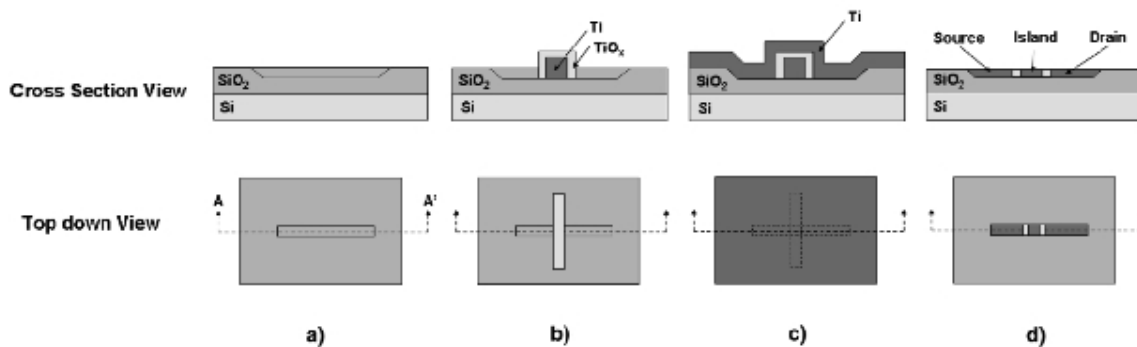 Ti
TiOx
Ti
Source Island Drain
Cross Section View
SiO2
Si
SiO2
Si
SiO2
Si
SiO2
Si
Top down View
A A'
a) b) c) d)